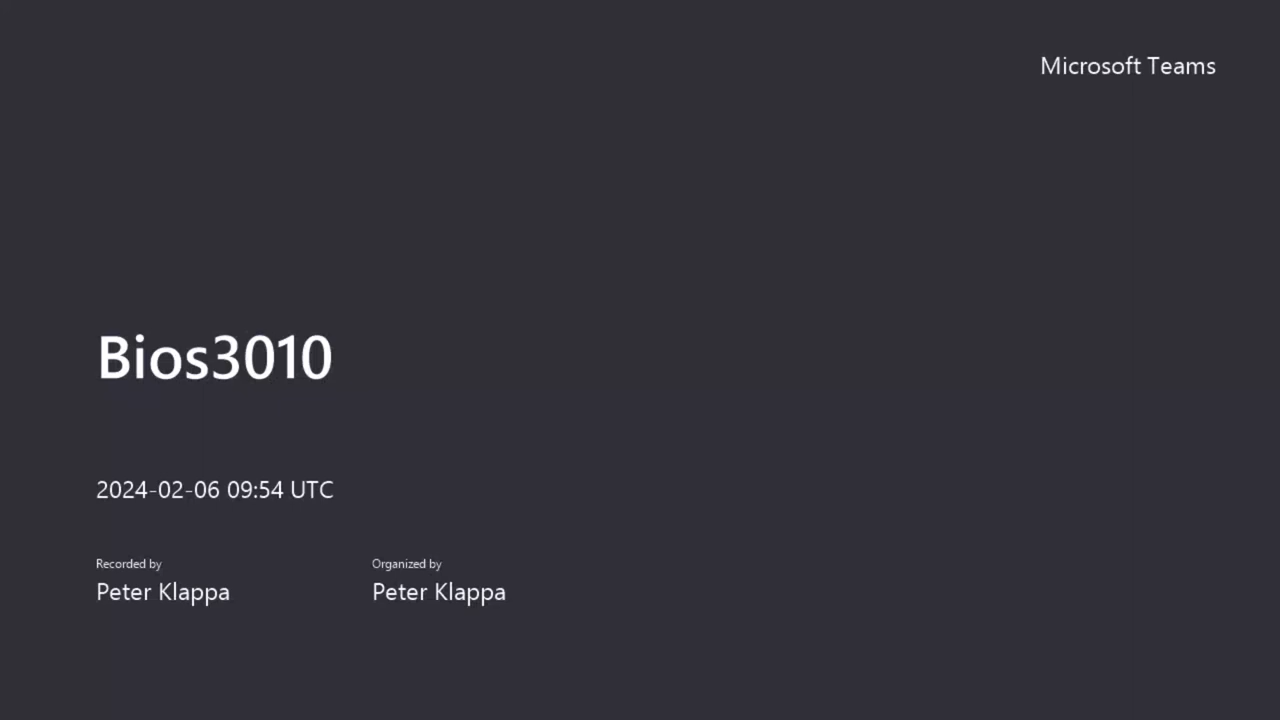 Microsoft Teams
Bios3010
2024-02-06 09:54 UTC
Recorded by
Organized by
Peter Klappa
Peter Klappa